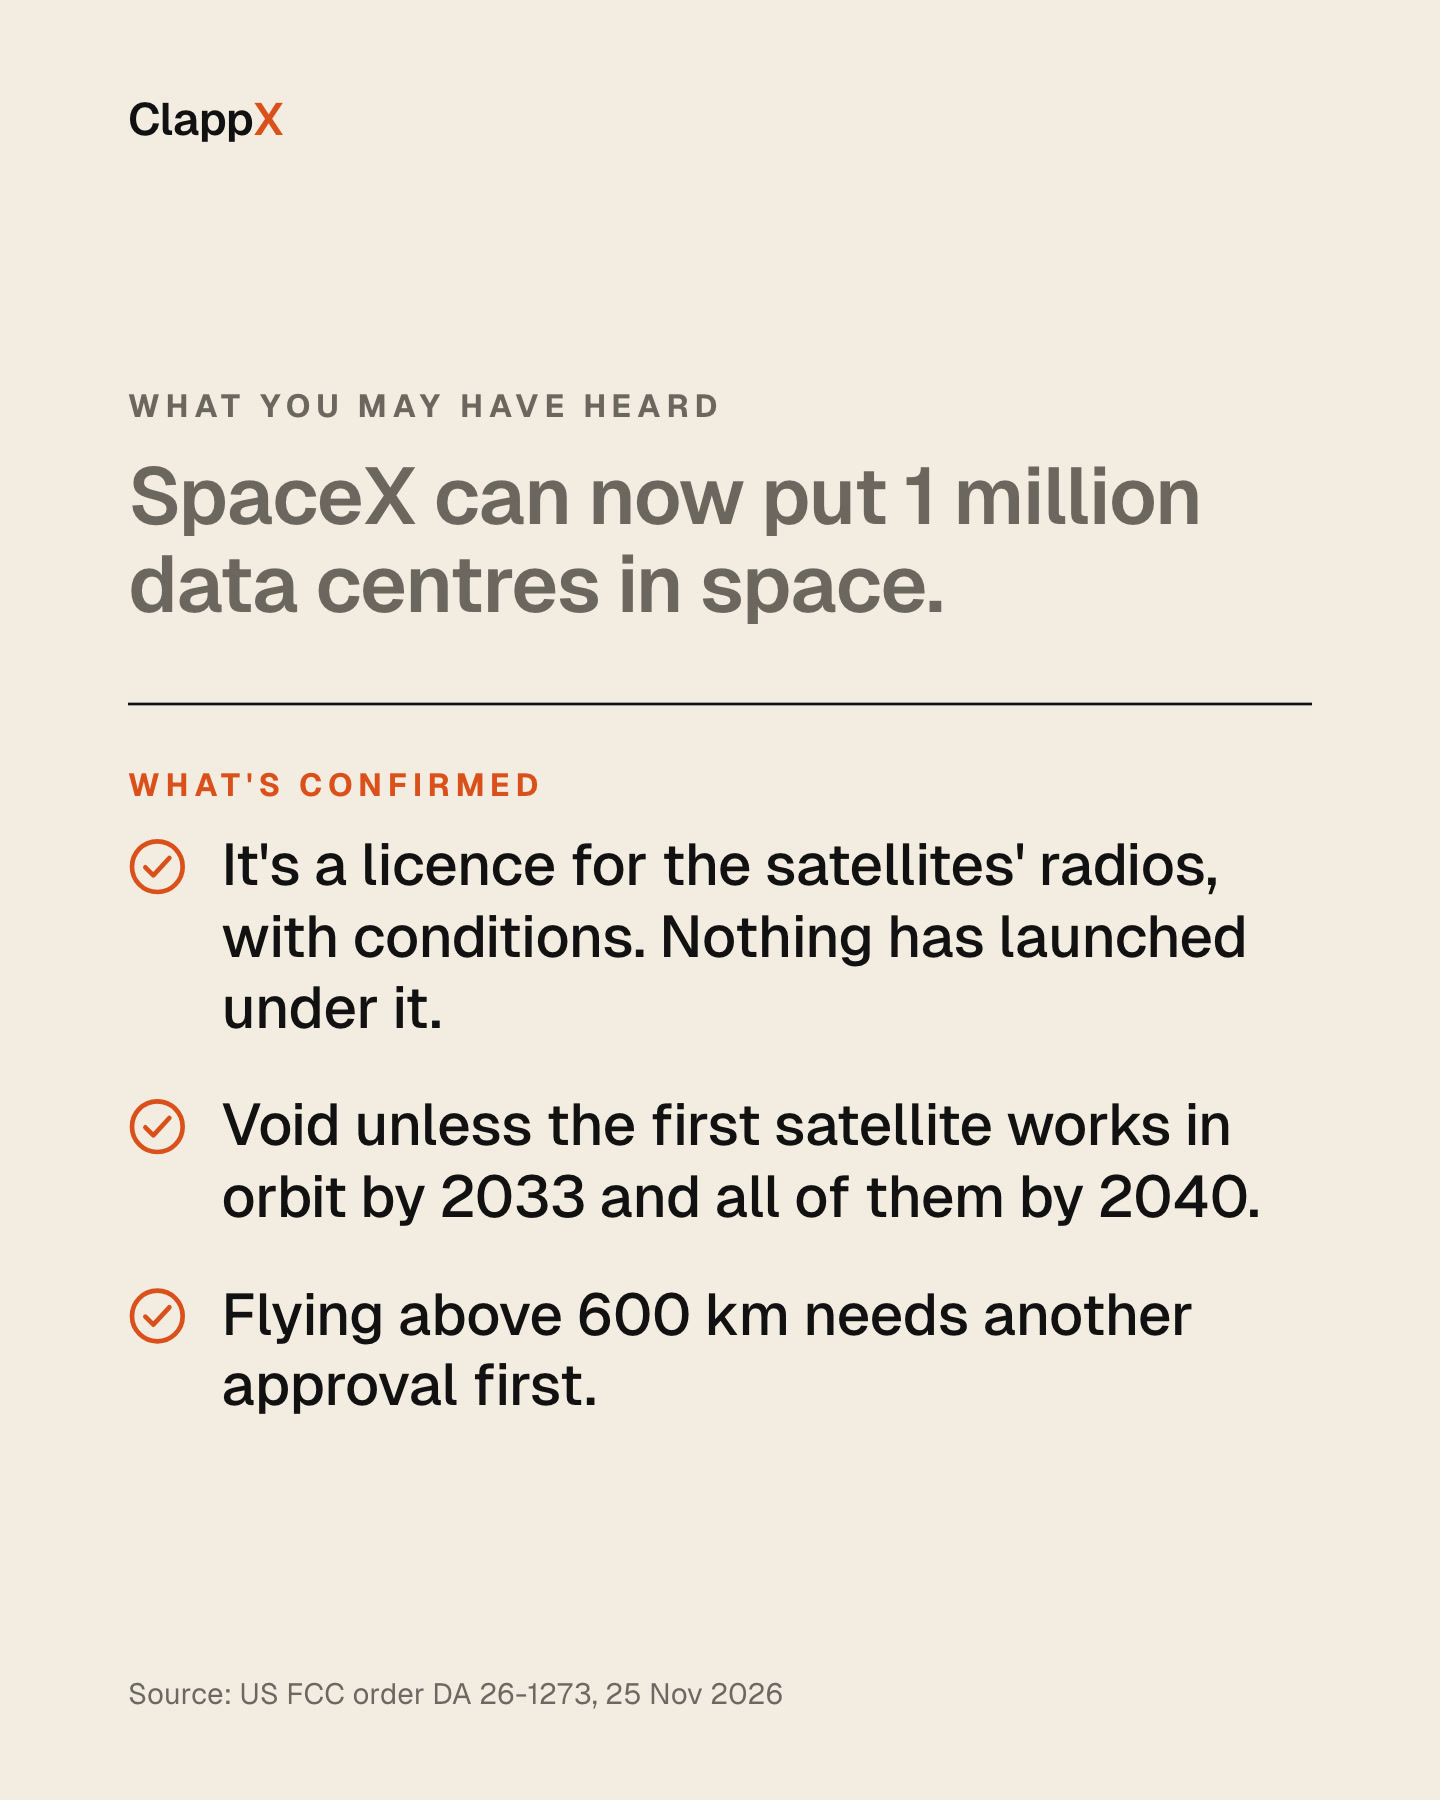 ClappX
WHAT YOU MAY HAVE HEARD
SpaceX can now put 1 million
data centres in space.
WHAT'S CONFIRMED
It's a licence for the satellites' radios,
with conditions. Nothing has launched
under it.
Void unless the first satellite works in
orbit by 2033 and all of them by 2040.
Flying above 600 km needs another
approval first.
Source: US FCC order DA 26-1273, 25 Nov 2026